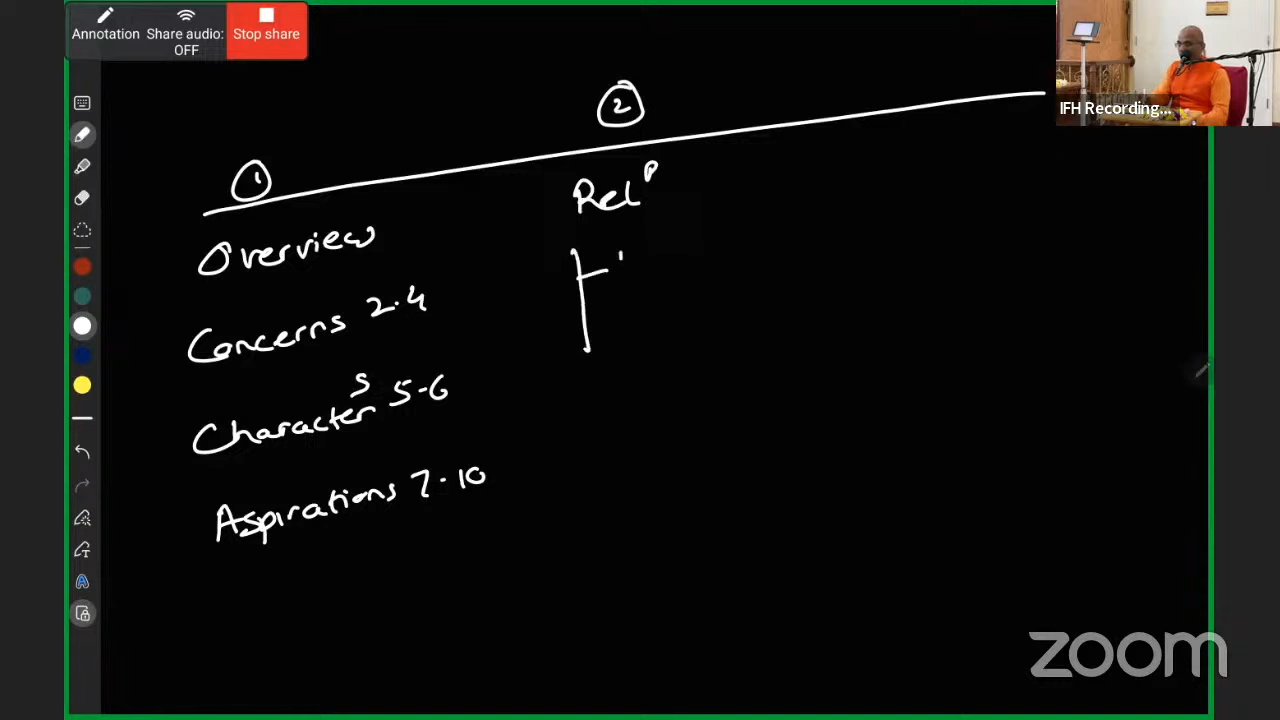 Annotation
Share audio:
OFF
Stop share
IFH Recording...
1
2
Overview
Concerns 2-4
Characters 5-6
Aspirations 7-10
Rel P
A
zoom